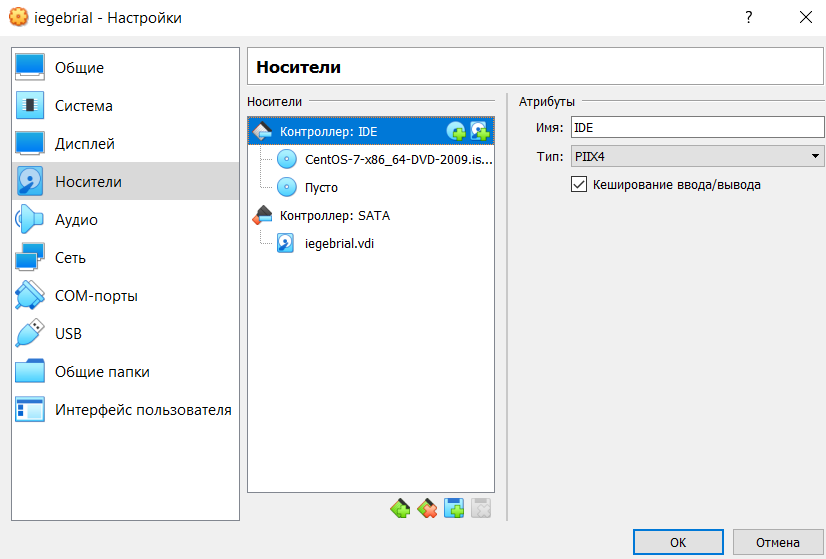 iegebrial - Настройки
?
Общие
Система
Дисплей
Носители
Аудио
Сеть
COM-порты
USB
Общие папки
Интерфейс пользователя
Носители
Носители
Контроллер: IDE
CentOS-7-x86_64-DVD-2009.is...
Пусто
Контроллер: SATA
iegebrial.vdi
Атрибуты
Имя: IDE
Тип: PIIX4
Кеширование ввода/вывода
OK
Отмена